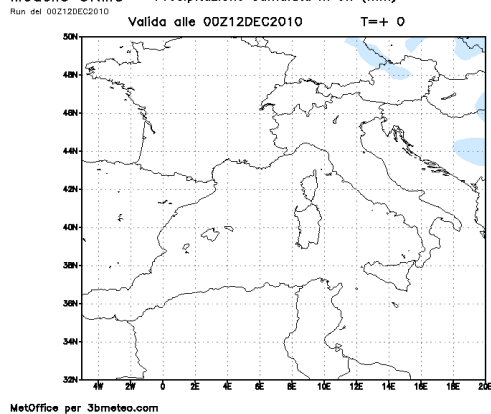 Run del 00Z12DEC2010
Valida alle 00Z12DEC2010 T=+ 0
50N
48N
46N
44N
42N
40N
38N
36N
34N
32N
4W 2W 0 2E 4E 6E 8E 10E 12E 14E 16E 18E 20E
MetOffice per 3bmeteo.com